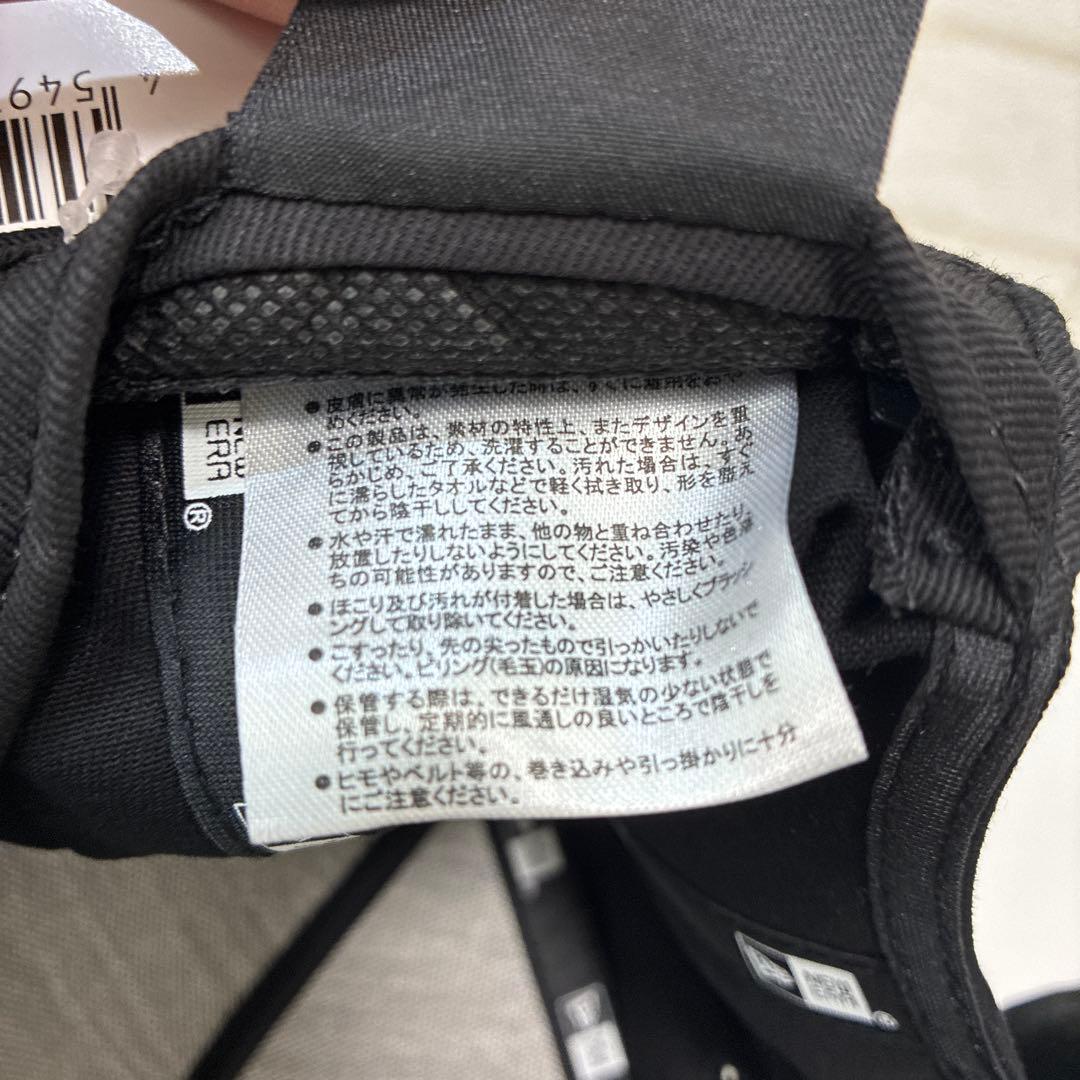 4 549
NEW
ERA
®
●皮膚に異常が発生した時は、
めください。
●この製品は、素材の特性上、またデザインを重
視しているため、洗濯することができません。あ
らかじめ、ご了承ください。汚れた場合は、すぐ
に濡らしたタオルなどで軽く拭き取り、形を整え
てから陰干ししてください。
●水や汗で濡れたまま、他の物と重ね合わせたり、
放置したりしないようにしてください。汚染や色落
ちの可能性がありますので、ご注意ください。
●ほこり及び汚れが付着した場合は、やさしくブラッシ
ングして取り除いてください。
●こすったり、先の尖ったもので引っかいたりしないで
ください。ピリング(毛玉)の原因になります。
●保管する際は、できるだけ湿気の少ない状態で
保管し、定期的に風通しの良いところで陰干しを
行ってください。
●ヒモやベルト等の、巻き込みや引っ掛かりに十分
にご注意ください。
NEW
ERA
®